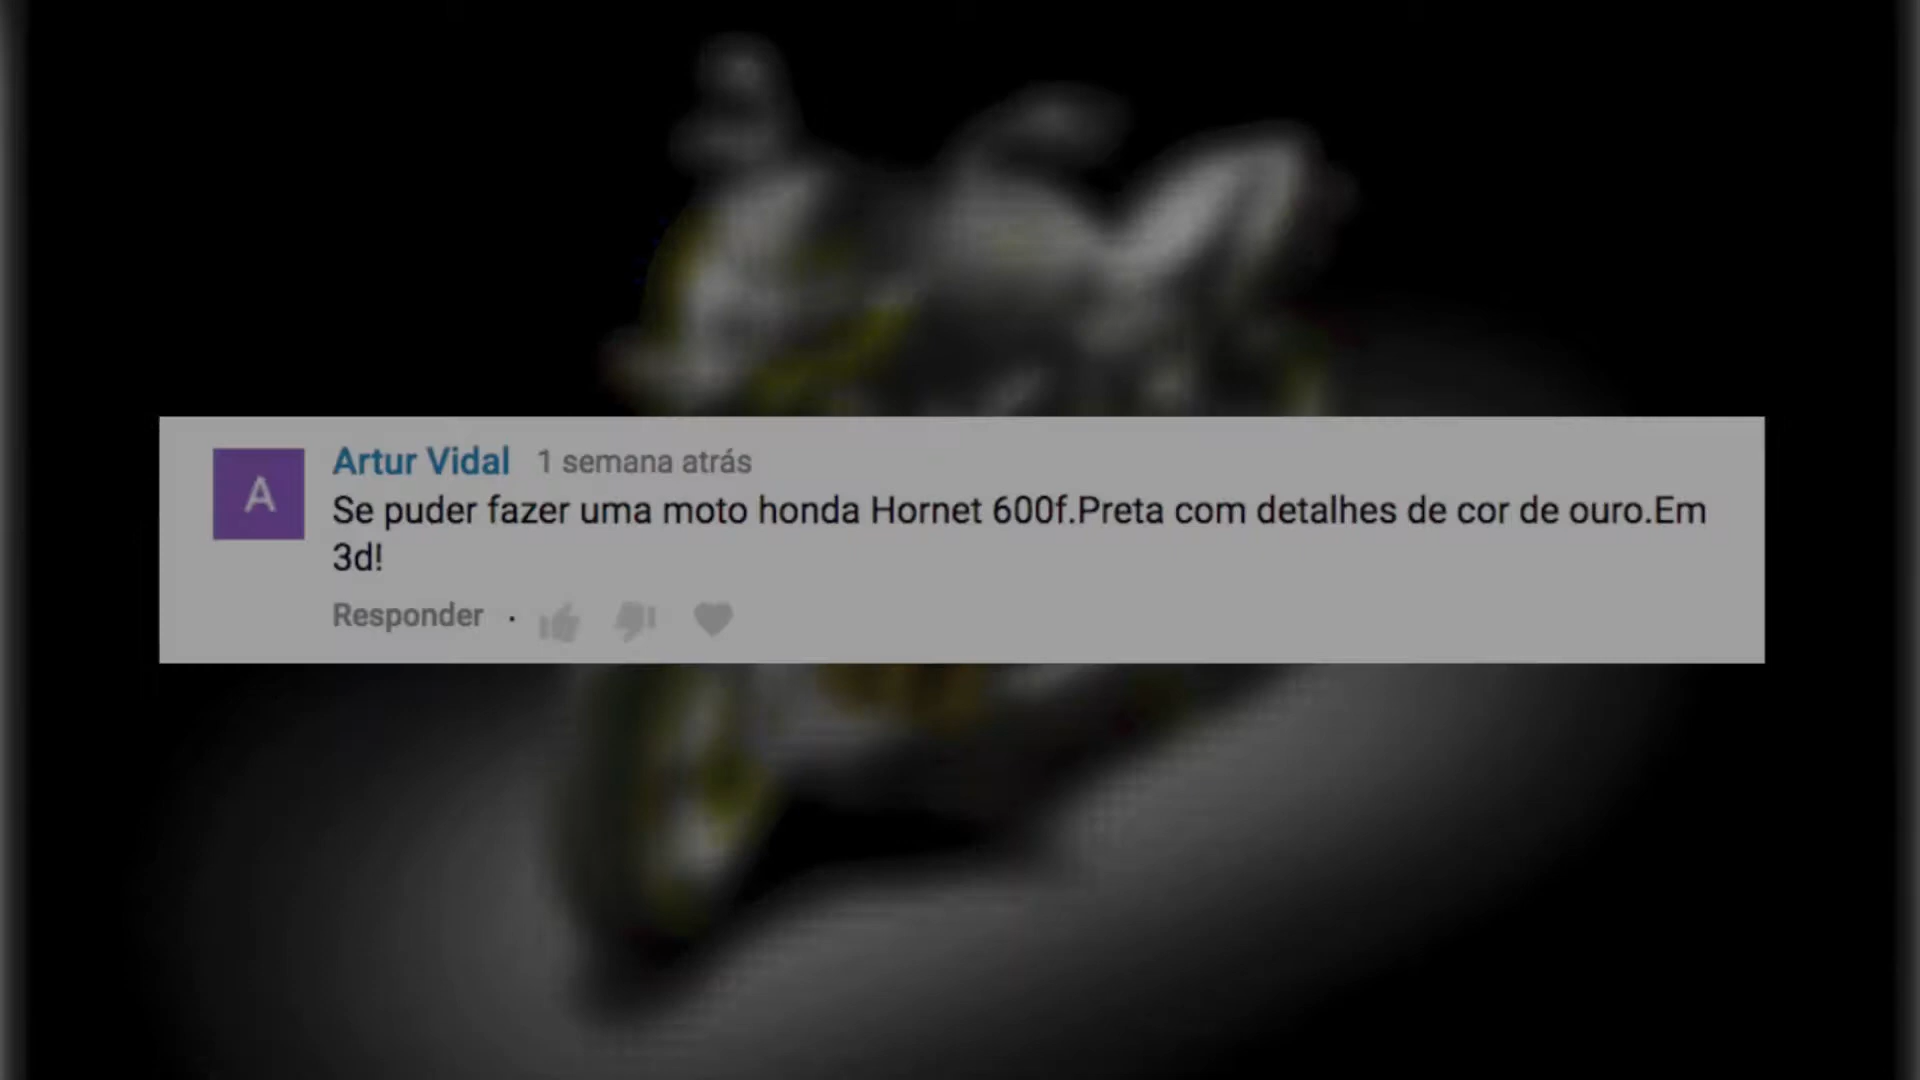 A
Artur Vidal 1 semana atrás
Se puder fazer uma moto honda Hornet 600f.Preta com detalhes de cor de ouro.Em
3d!
Responder ·